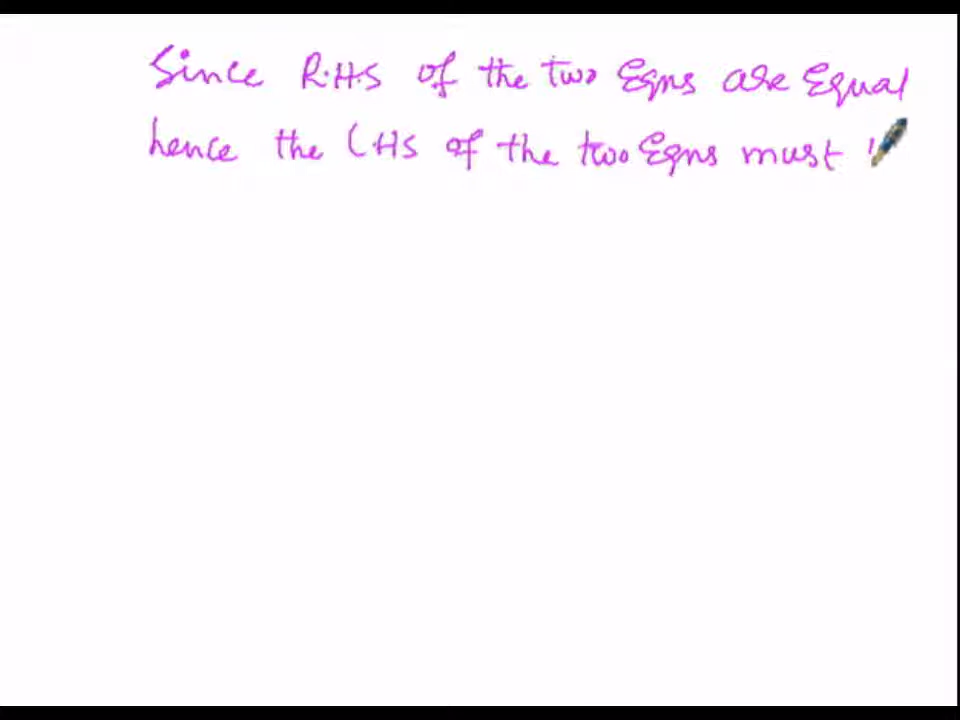 Since R.H.S of the two Eqns are Equal
hence the LHS of the two Eqns must